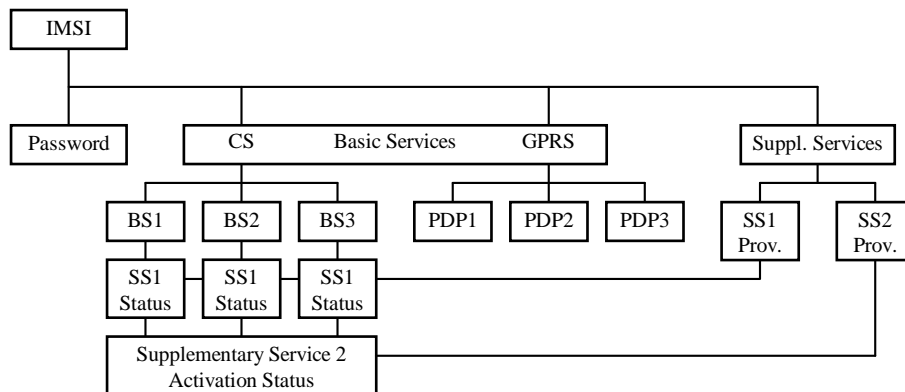 IMSI
Password
CS Basic Services GPRS
Suppl. Services
BS1
BS2
BS3
PDP1
PDP2
PDP3
SS1
Prov.
SS2
Prov.
SS1
Status
SS1
Status
SS1
Status
Supplementary Service 2
Activation Status